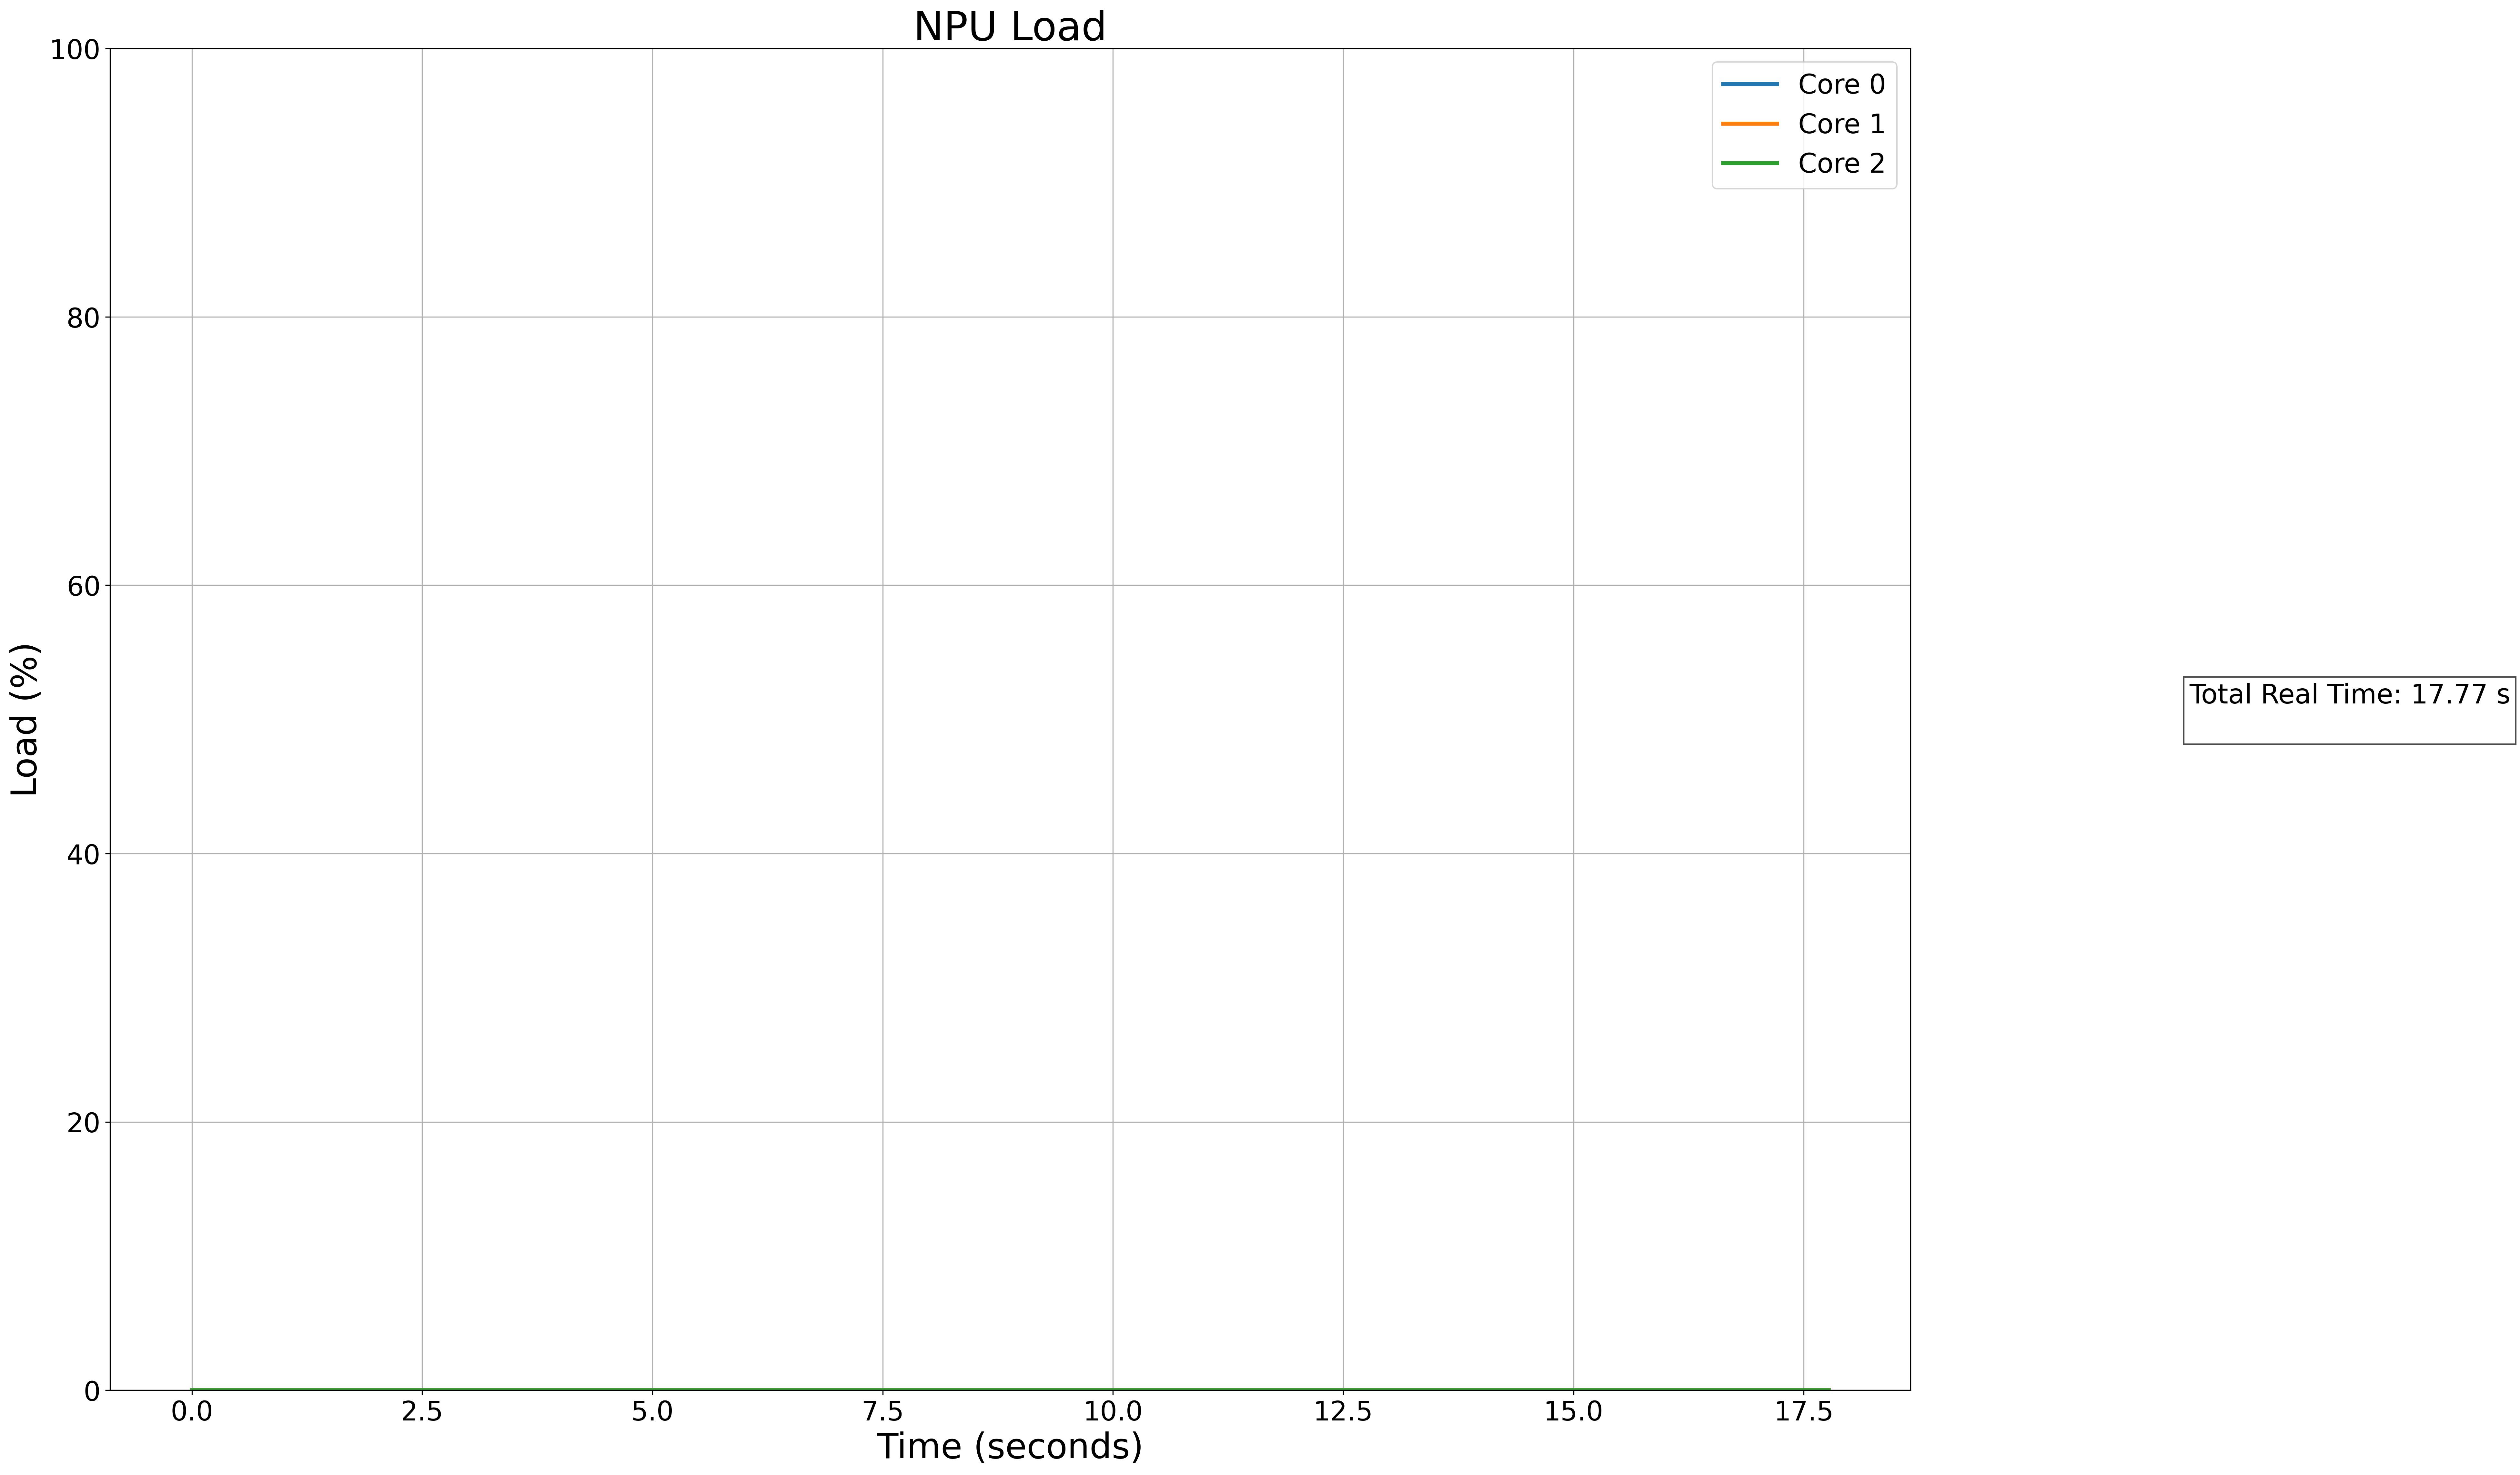 NPU Load
100
80
60
40
20
0
Load (%)
Core 0
Core 1
Core 2
0.0 2.5 5.0 7.5 10.0 12.5 15.0 17.5
Time (seconds)
Total Real Time: 17.77 s